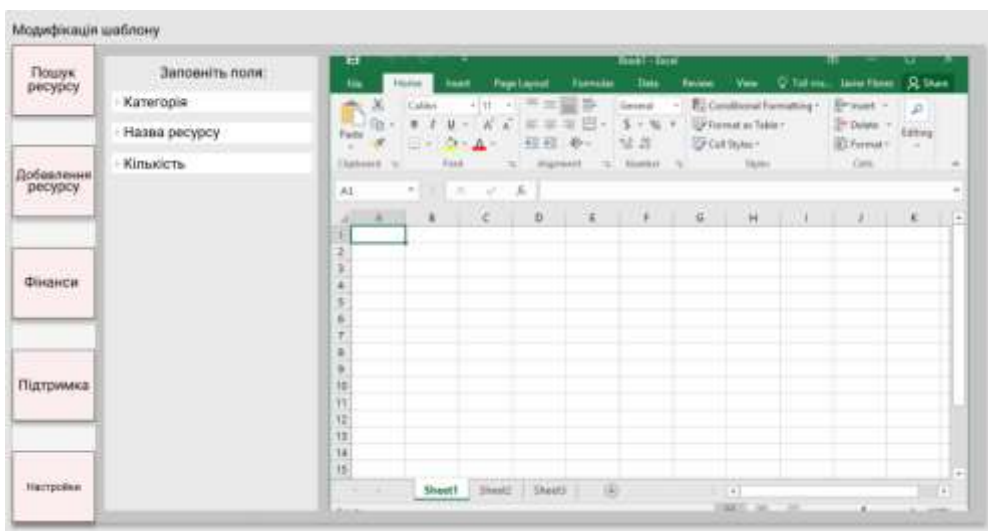 Модифікація шаблону
Пошук
ресурсу
Добавлення
ресурсу
Фінанси
Підтримка
Настройки
Заповніть поля:
Категорія
Назва ресурсу
Кількість
Book1 - Excel
File Home Insert Page Layout Formulas Data Review View Tell me... Share
Calibri 11 General Conditional Formatting Insert
Paste B I U A A $ % Format as Table Delete Editing
A Cell Styles Format
Clipboard Font Alignment Number Styles Cells
A1
A B C D E F G H I J K
1
2
3
4
5
6
7
8
9
10
11
12
13
14
15
Sheet1 Sheet2 Sheet3